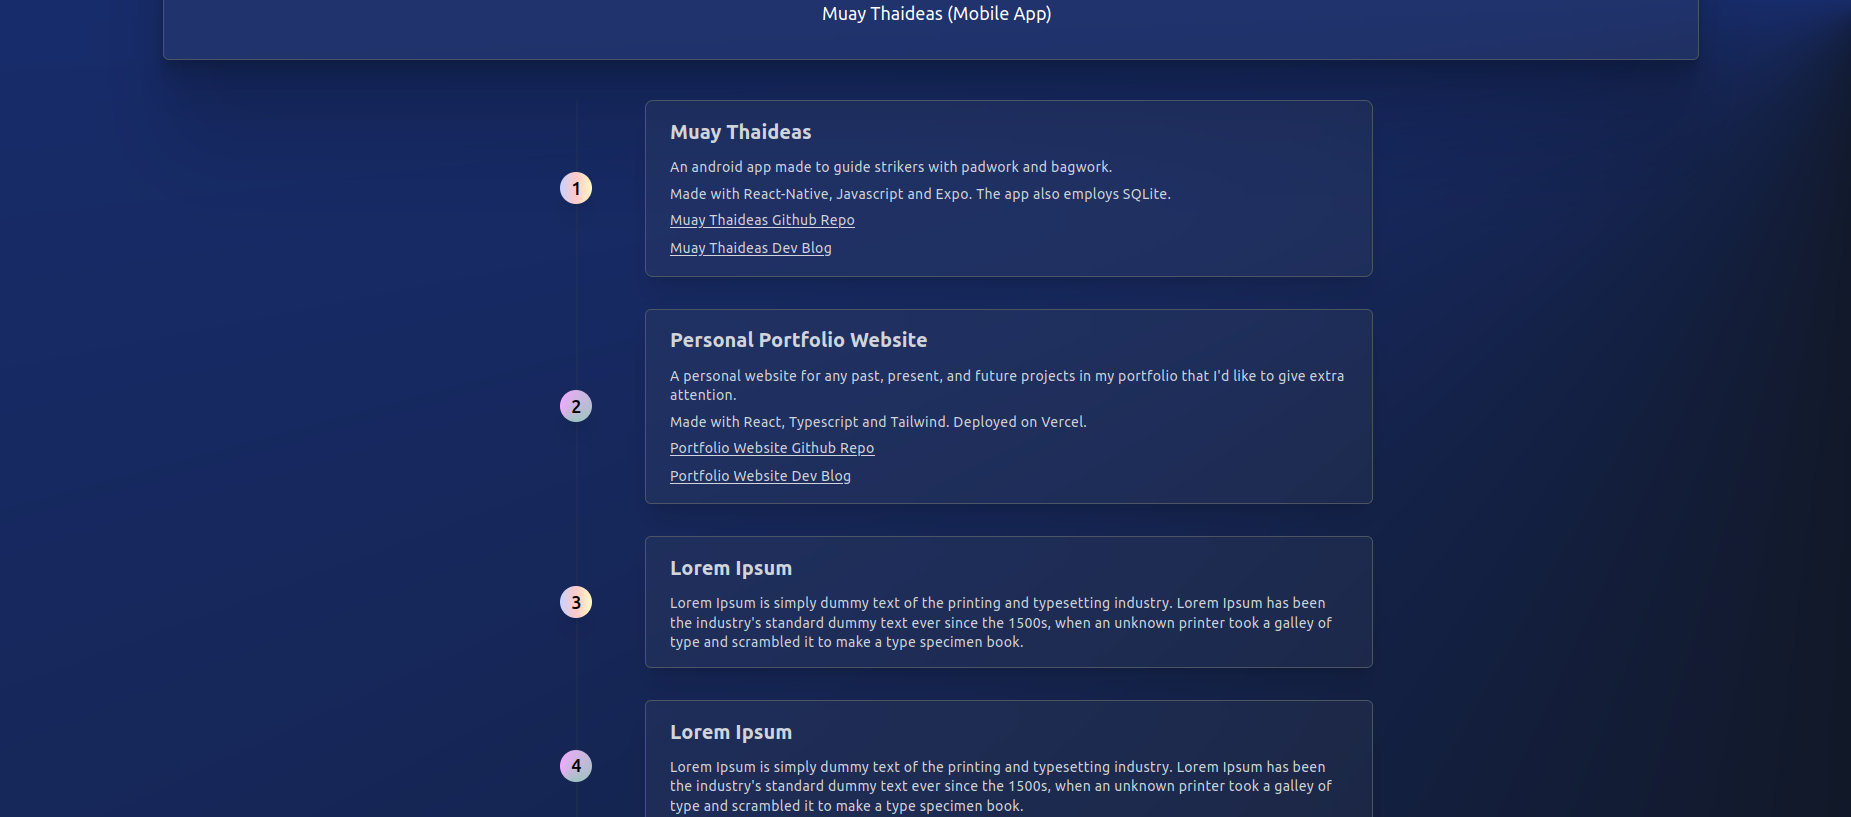 Muay Thaideas (Mobile App)
1
Muay Thaideas
An android app made to guide strikers with padwork and bagwork.
Made with React-Native, Javascript and Expo. The app also employs SQLite.
Muay Thaideas Github Repo
Muay Thaideas Dev Blog
2
Personal Portfolio Website
A personal website for any past, present, and future projects in my portfolio that I'd like to give extra
attention.
Made with React, Typescript and Tailwind. Deployed on Vercel.
Portfolio Website Github Repo
Portfolio Website Dev Blog
3
Lorem Ipsum
Lorem Ipsum is simply dummy text of the printing and typesetting industry. Lorem Ipsum has been
the industry's standard dummy text ever since the 1500s, when an unknown printer took a galley of
type and scrambled it to make a type specimen book.
4
Lorem Ipsum
Lorem Ipsum is simply dummy text of the printing and typesetting industry. Lorem Ipsum has been
the industry's standard dummy text ever since the 1500s, when an unknown printer took a galley of
type and scrambled it to make a type specimen book.